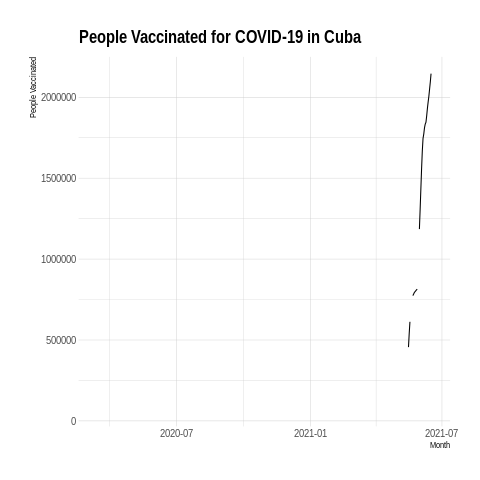 People Vaccinated for COVID-19 in Cuba
People Vaccinated
2000000
1500000
1000000
500000
0
2020-07 2021-01 2021-07
Month